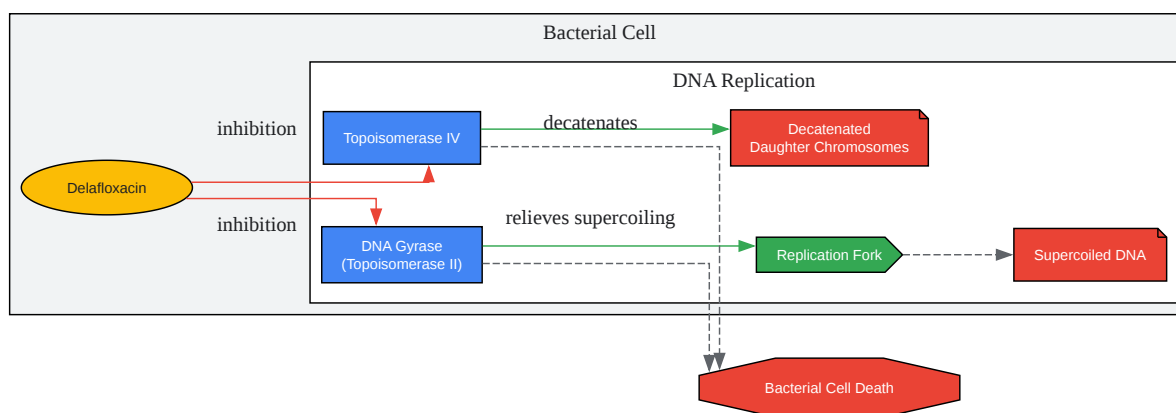 Bacterial Cell
DNA Replication
inhibition
Topoisomerase IV
decatenates
Decatenated
Daughter Chromosomes
Delafloxacin
inhibition
relieves supercoiling
DNA Gyrase
(Topoisomerase II)
Replication Fork
Supercoiled DNA
Bacterial Cell Death